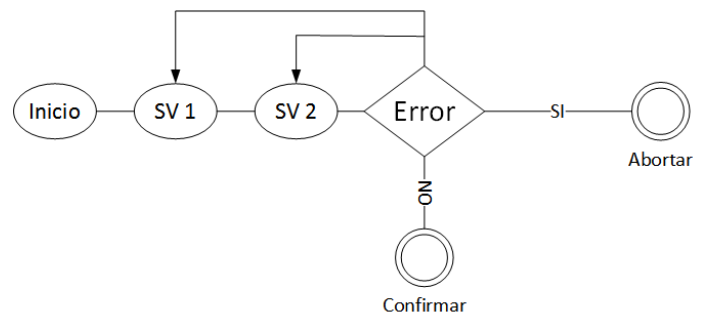 Inicio
SV 1
SV 2
Error
SI
Abortar
NO
Confirmar